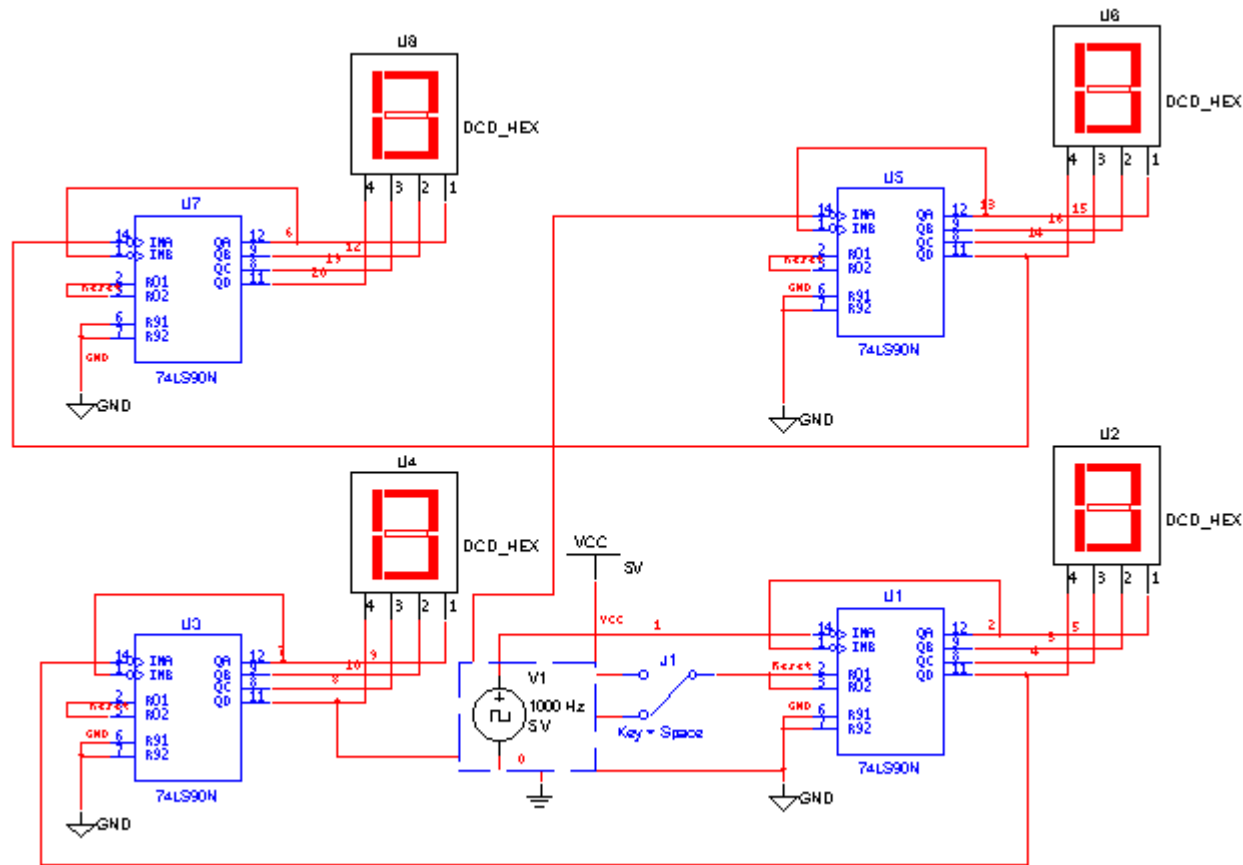 U8
DCD_HEX
4 3 2 1
U7
14 INA QA 12
1 INB QB 9
QC 8
2 R01 QD 11
3 R02
6 R91
7 R92
74LS90N
6
12
19
20
Reset
GND
GND
U6
DCD_HEX
4 3 2 1
U5
14 INA QA 12
1 INB QB 9
QC 8
2 R01 QD 11
3 R02
6 R91
7 R92
74LS90N
13
15
16
14
Reset
GND
GND
U4
DCD_HEX
4 3 2 1
U3
14 INA QA 12
1 INB QB 9
QC 8
2 R01 QD 11
3 R02
6 R91
7 R92
74LS90N
7
9
10
8
Reset
GND
GND
VCC
5V
VCC
1
V1
1000 Hz
5V
0
J1
Key = Space
U2
DCD_HEX
4 3 2 1
U1
14 INA QA 12
1 INB QB 9
QC 8
2 R01 QD 11
3 R02
6 R91
7 R92
74LS90N
2
5
3
4
Reset
GND
GND